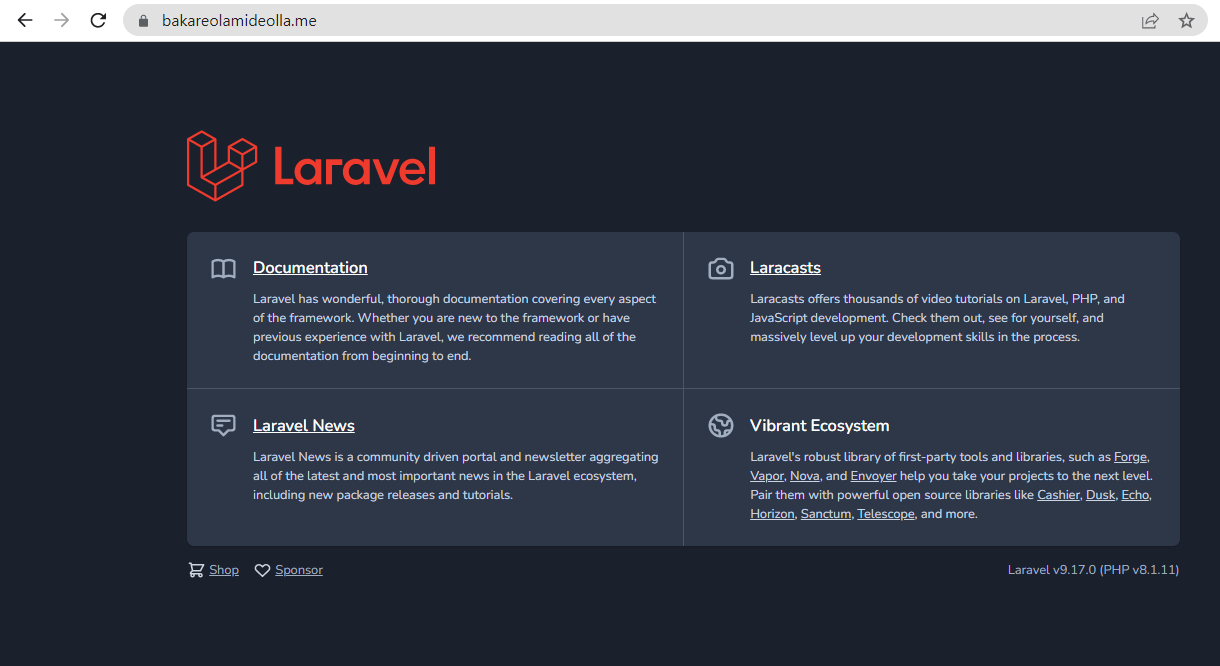 bakareolamideolla.me
Laravel
Documentation
Laravel has wonderful, thorough documentation covering every aspect
of the framework. Whether you are new to the framework or have
previous experience with Laravel, we recommend reading all of the
documentation from beginning to end.
Laracasts
Laracasts offers thousands of video tutorials on Laravel, PHP, and
JavaScript development. Check them out, see for yourself, and
massively level up your development skills in the process.
Laravel News
Laravel News is a community driven portal and newsletter aggregating
all of the latest and most important news in the Laravel ecosystem,
including new package releases and tutorials.
Vibrant Ecosystem
Laravel's robust library of first-party tools and libraries, such as Forge,
Vapor, Nova, and Envoyer help you take your projects to the next level.
Pair them with powerful open source libraries like Cashier, Dusk, Echo,
Horizon, Sanctum, Telescope, and more.
Shop Sponsor
Laravel v9.17.0 (PHP v8.1.11)